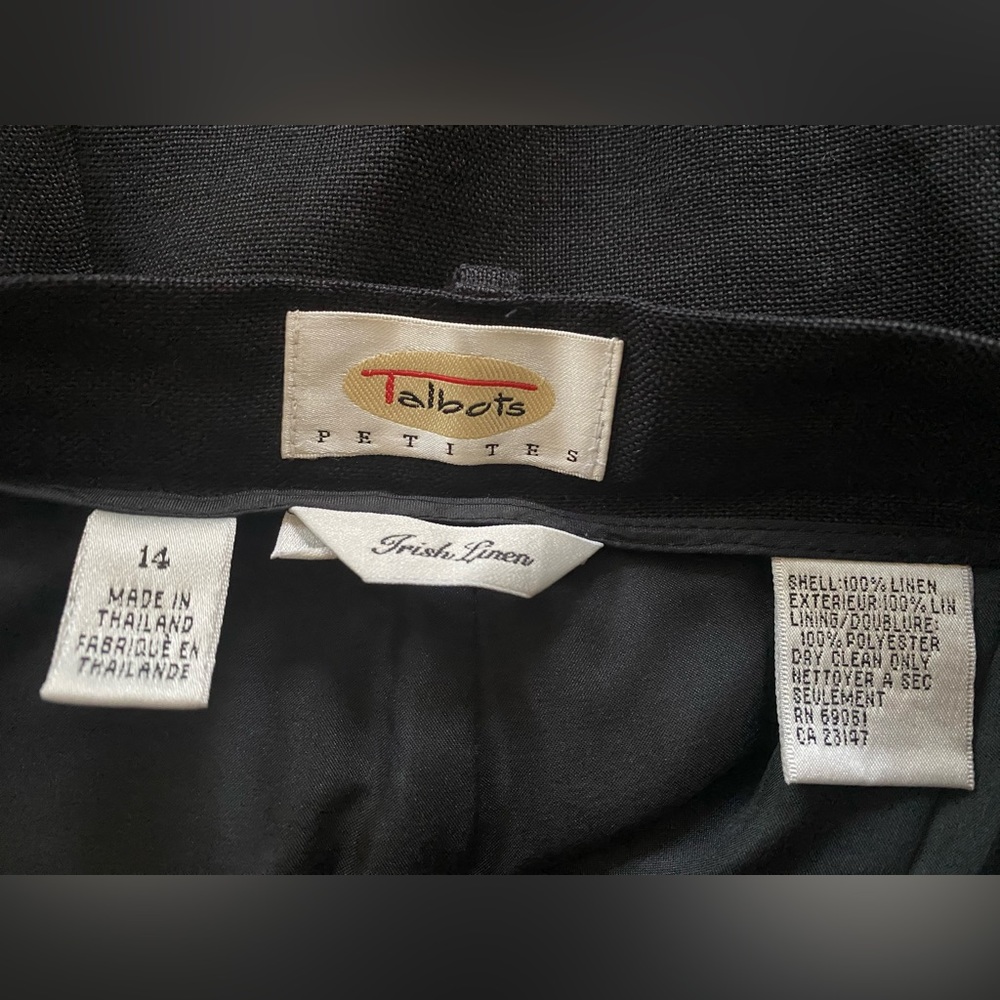 Talbots
PETITES
14
MADE IN
THAILAND
FABRIQUÈ EN
THAILANDE
Irish Linen
SHELL:100% LINEN
EXTERIEUR:100% LIN
LINING/DOUBLURE:
100% POLYESTER
DRY CLEAN ONLY
NETTOYER A SEC
SEULEMENT
RN 69061
CA 23147